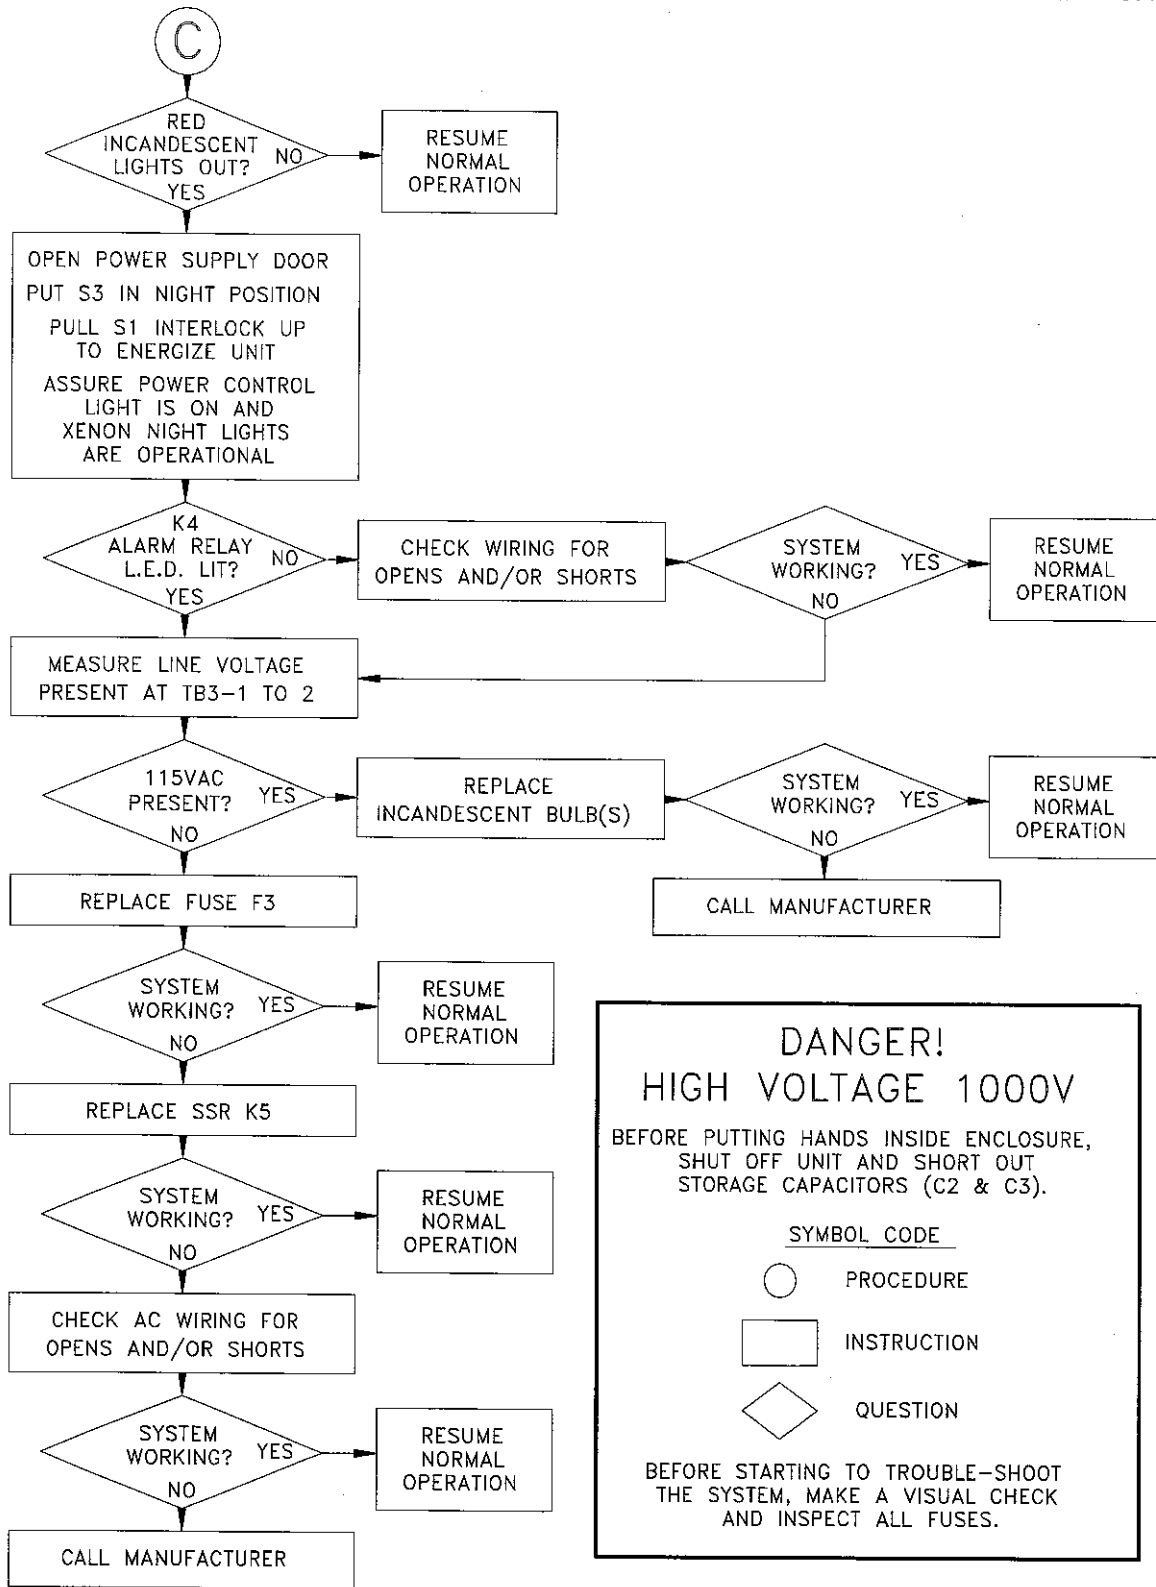 C
RED
INCANDESCENT
LIGHTS OUT?
NO
YES
RESUME
NORMAL
OPERATION
OPEN POWER SUPPLY DOOR
PUT S3 IN NIGHT POSITION
PULL S1 INTERLOCK UP
TO ENERGIZE UNIT
ASSURE POWER CONTROL
LIGHT IS ON AND
XENON NIGHT LIGHTS
ARE OPERATIONAL
K4
ALARM RELAY
L.E.D. LIT?
NO
YES
CHECK WIRING FOR
OPENS AND/OR SHORTS
SYSTEM
WORKING?
YES
NO
RESUME
NORMAL
OPERATION
MEASURE LINE VOLTAGE
PRESENT AT TB3-1 TO 2
115VAC
PRESENT?
YES
NO
REPLACE
INCANDESCENT BULB(S)
SYSTEM
WORKING?
YES
NO
RESUME
NORMAL
OPERATION
CALL MANUFACTURER
REPLACE FUSE F3
SYSTEM
WORKING?
YES
NO
RESUME
NORMAL
OPERATION
REPLACE SSR K5
SYSTEM
WORKING?
YES
NO
RESUME
NORMAL
OPERATION
CHECK AC WIRING FOR
OPENS AND/OR SHORTS
SYSTEM
WORKING?
YES
NO
RESUME
NORMAL
OPERATION
CALL MANUFACTURER
DANGER!
HIGH VOLTAGE 1000V
BEFORE PUTTING HANDS INSIDE ENCLOSURE,
SHUT OFF UNIT AND SHORT OUT
STORAGE CAPACITORS (C2 & C3).
SYMBOL CODE
PROCEDURE
INSTRUCTION
QUESTION
BEFORE STARTING TO TROUBLE-SHOOT
THE SYSTEM, MAKE A VISUAL CHECK
AND INSPECT ALL FUSES.